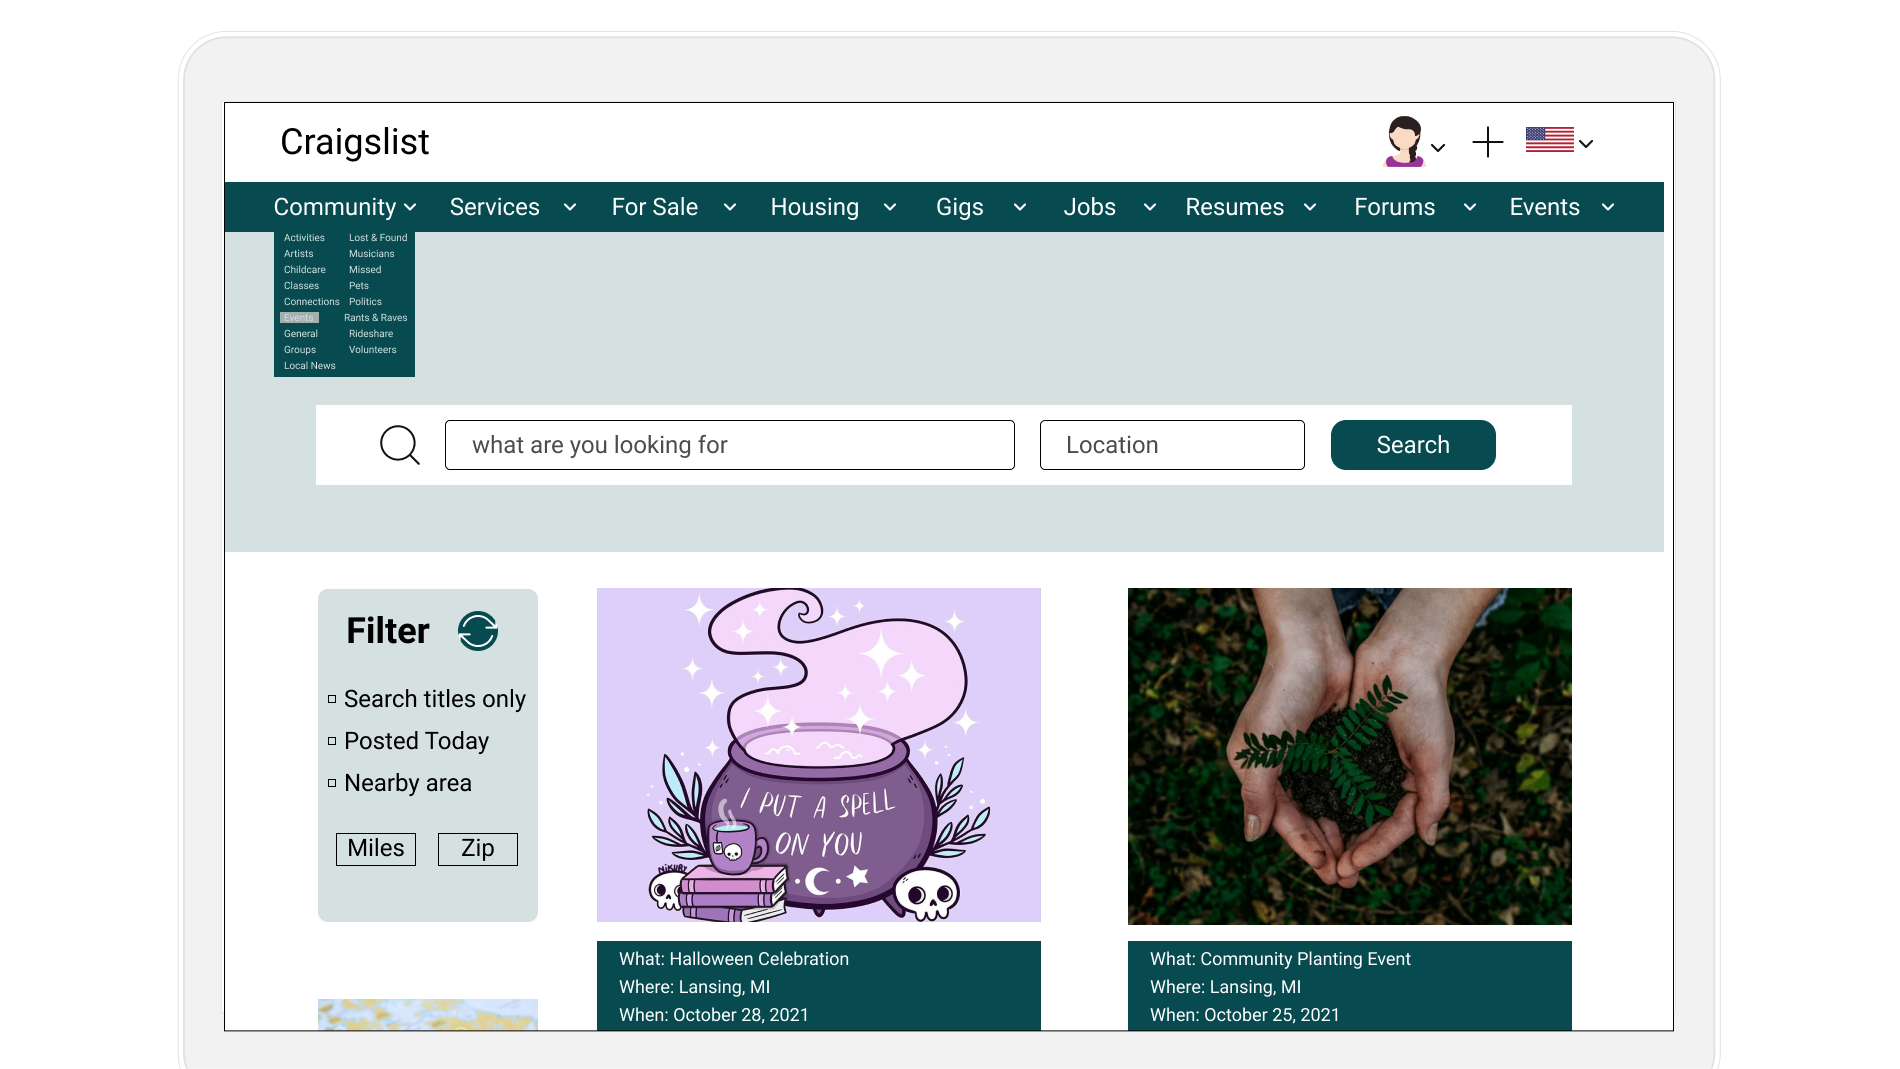 Craigslist
Community Services For Sale Housing Gigs Jobs Resumes Forums Events
Activities Lost & Found
Artists Musicians
Childcare Missed
Classes Pets
Connections Politics
Events Rants & Raves
General Rideshare
Groups Volunteers
Local News
what are you looking for Location Search
Filter
Search titles only
Posted Today
Nearby area
Miles Zip
I PUT A SPELL
ON YOU
NiKURY
What: Halloween Celebration
Where: Lansing, MI
When: October 28, 2021
What: Community Planting Event
Where: Lansing, MI
When: October 25, 2021